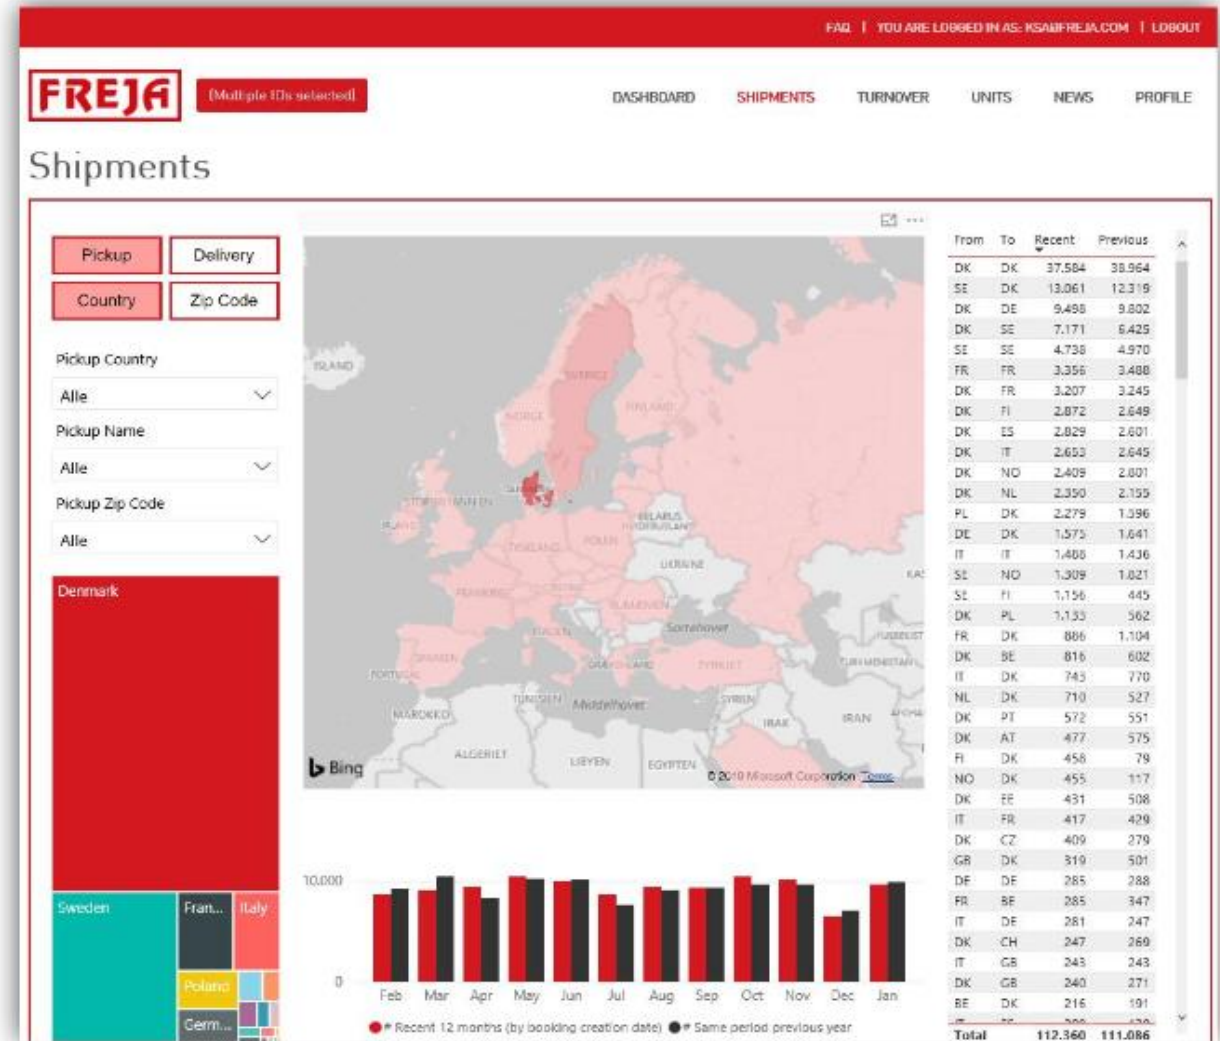 FAQ | YOU ARE LOGGED IN AS: KSA@FREJA.COM | LOGOUT
FREJA
(Multiple IDs selected)
DASHBOARD SHIPMENTS TURNOVER UNITS NEWS PROFILE
Shipments
Pickup Delivery
Country Zip Code
Pickup Country
Alle
Pickup Name
Alle
Pickup Zip Code
Alle
Denmark
Sweden
Fran...
Italy
Poland
Germ...
ISLAND
SVERIGE
NORGE
FINLAND
STORBRITANNIEN
IRLAND
BELARUS
TYSKLAND
POLEN
UKRAINE
FRANKRIG
RUMÆNIEN
ITALIEN
Sortehavet
SPANIEN
PORTUGAL
GRÆKENLAND
TYRKIET
TURKMENISTAN
TUNESIEN
Middelhavet
SYRIEN
MAROKKO
IRAK
IRAN
ALGERIET
LIBYEN
EGYPTEN
Bing
Microsoft Corporation Terms
10.000
0
Feb Mar Apr May Jun Jul Aug Sep Oct Nov Dec Jan
# Recent 12 months (by booking creation date) # Same period previous year
From To Recent Previous
DK DK 37.584 38.964
SE DK 13.061 12.319
DK DE 9.498 9.802
DK SE 7.171 6.425
SE SE 4.738 4.970
FR FR 3.356 3.488
DK FR 3.207 3.245
DK FI 2.872 2.649
DK ES 2.829 2.601
DK IT 2.653 2.645
DK NO 2.409 2.801
DK NL 2.350 2.155
PL DK 2.279 1.596
DE DK 1.575 1.641
IT IT 1.488 1.436
SE NO 1.309 1.821
SE FI 1.156 445
DK PL 1.133 562
FR DK 886 1.104
DK BE 816 602
IT DK 743 770
NL DK 710 527
DK PT 572 551
DK AT 477 575
FI DK 458 79
NO DK 455 117
DK EE 431 508
IT FR 417 429
DK CZ 409 279
GB DK 319 501
DE DE 285 288
FR BE 285 347
IT DE 281 247
DK CH 247 269
IT GB 243 243
DK GB 240 271
BE DK 216 191
Total 112.360 111.086